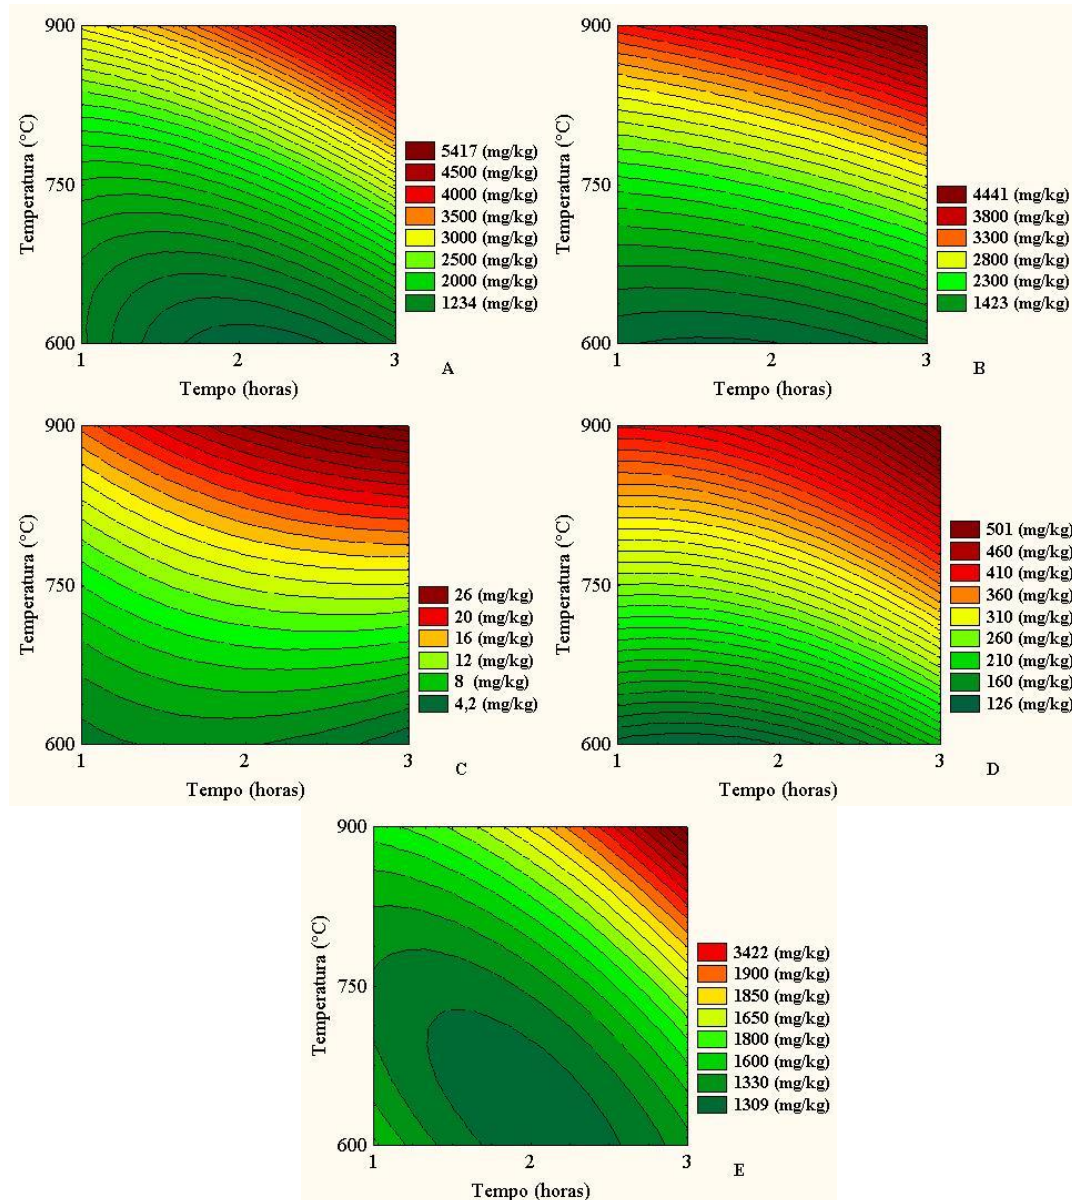 900
750
600
Temperatura (°C)
1 2 3
Tempo (horas)
5417 (mg/kg)
4500 (mg/kg)
4000 (mg/kg)
3500 (mg/kg)
3000 (mg/kg)
2500 (mg/kg)
2000 (mg/kg)
1234 (mg/kg)
A
900
750
600
Temperatura (°C)
1 2 3
Tempo (horas)
4441 (mg/kg)
3800 (mg/kg)
3300 (mg/kg)
2800 (mg/kg)
2300 (mg/kg)
1423 (mg/kg)
B
900
750
600
Temperatura (°C)
1 2 3
Tempo (horas)
26 (mg/kg)
20 (mg/kg)
16 (mg/kg)
12 (mg/kg)
8 (mg/kg)
4,2 (mg/kg)
C
900
750
600
Temperatura (°C)
1 2 3
Tempo (horas)
501 (mg/kg)
460 (mg/kg)
410 (mg/kg)
360 (mg/kg)
310 (mg/kg)
260 (mg/kg)
210 (mg/kg)
160 (mg/kg)
126 (mg/kg)
D
900
750
600
Temperatura (°C)
1 2 3
Tempo (horas)
3422 (mg/kg)
1900 (mg/kg)
1850 (mg/kg)
1650 (mg/kg)
1800 (mg/kg)
1600 (mg/kg)
1330 (mg/kg)
1309 (mg/kg)
E